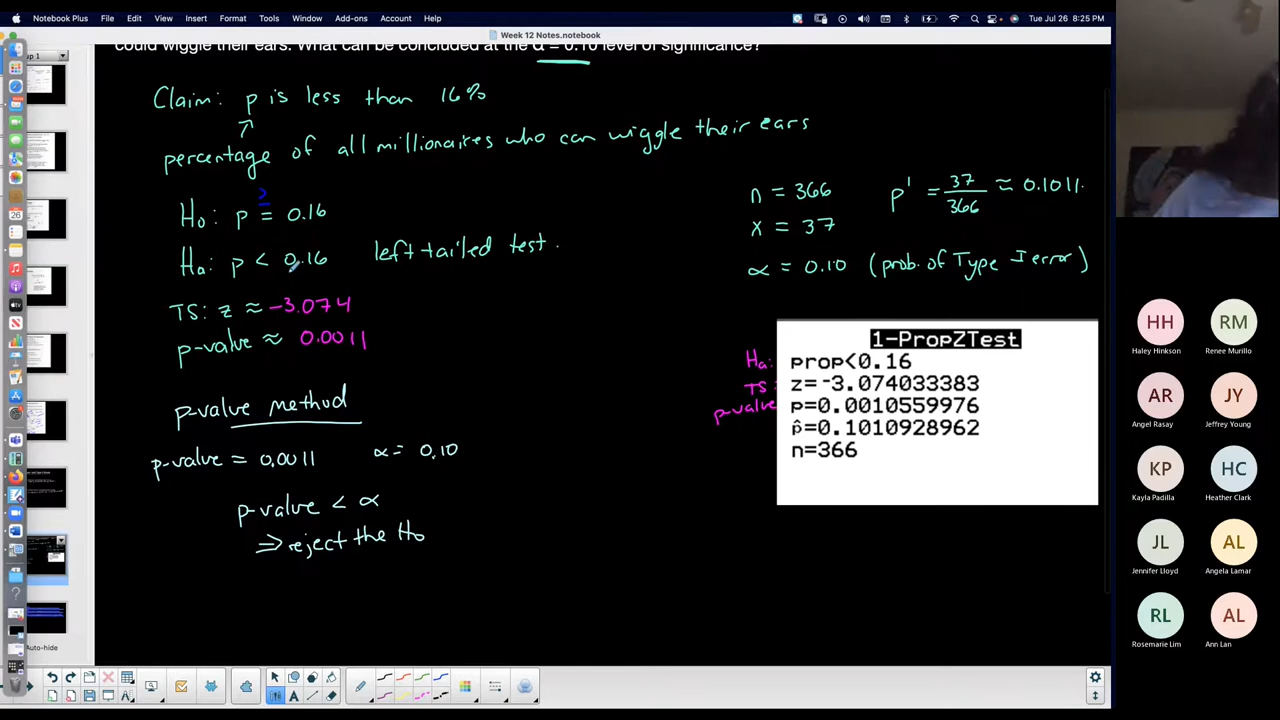 Notebook Plus File Edit View Insert Format Tools Window Add-ons Account Help
Tue Jul 26 8:25 PM
Week 12 Notes.notebook
could wiggle their ears. What can be concluded at the α = 0.10 level of significance?
Claim: p is less than 16%
percentage of all millionaires who can wiggle their ears
≥
H₀: p = 0.16
Hₐ: p < 0.16 left tailed test.
TS: z ≈ -3.074
p-value ≈ 0.0011
p-value method
p-value = 0.0011 α = 0.10
p-value < α
⇒ reject the H₀
n = 366 p' = 37/366 ≈ 0.1011.
x = 37
α = 0.10 (prob. of Type I error)
Hₐ:
TS:
p-value
1-PropZTest
prop<0.16
z=-3.074033383
p=0.0010559976
p̂=0.1010928962
n=366
HH
Haley Hinkson
RM
Renee Murillo
AR
Angel Rasay
JY
Jeffrey Young
KP
Kayla Padilla
HC
Heather Clark
JL
Jennifer Lloyd
AL
Angela Lamar
RL
Rosemarie Lim
AL
Ann Lan
Auto-hide